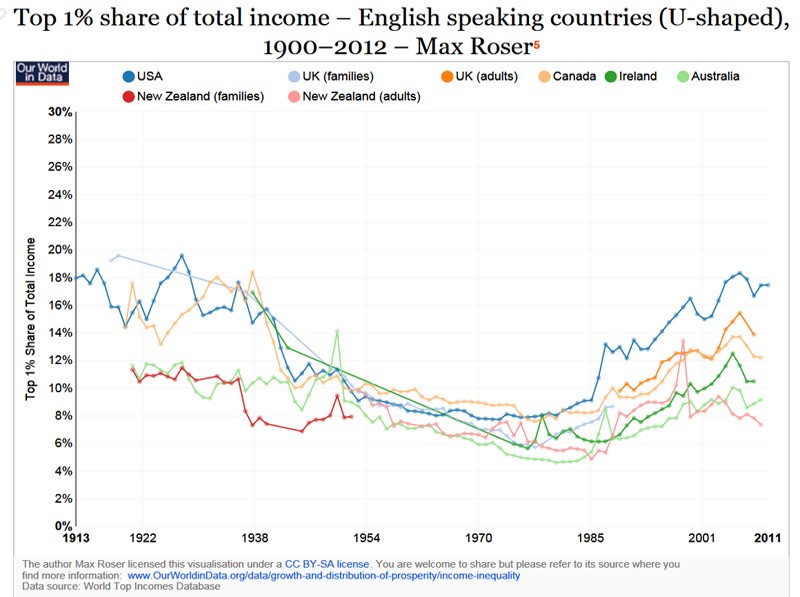 Top 1% share of total income – English speaking countries (U-shaped),
1900–2012 – Max Roser5
Our World
in Data
USA UK (families) UK (adults) Canada Ireland Australia
New Zealand (families) New Zealand (adults)
30%
28%
26%
24%
22%
20%
18%
16%
14%
12%
10%
8%
6%
4%
2%
0%
Top 1% Share of Total Income
1913 1922 1938 1954 1970 1985 2001 2011
The author Max Roser licensed this visualisation under a CC BY-SA license. You are welcome to share but please refer to its source where you
find more information: www.OurWorldinData.org/data/growth-and-distribution-of-prosperity/income-inequality
Data source: World Top Incomes Database